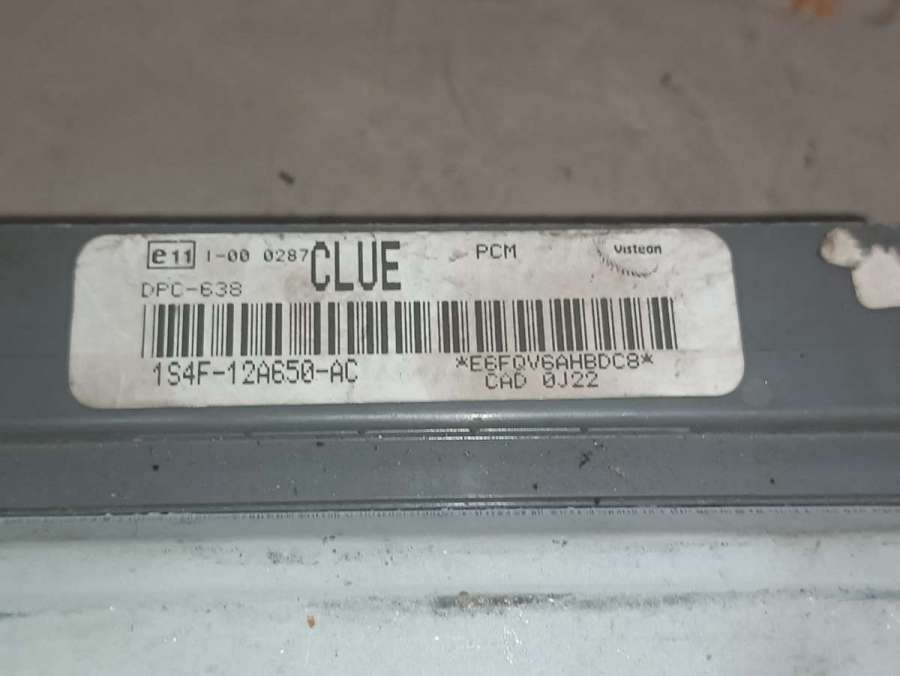 e11 1-00 0287 CLUE PCM Visteon
DPC-638
1S4F-12A650-AC *E6FQV6AHBDC8*
CAD 0J22